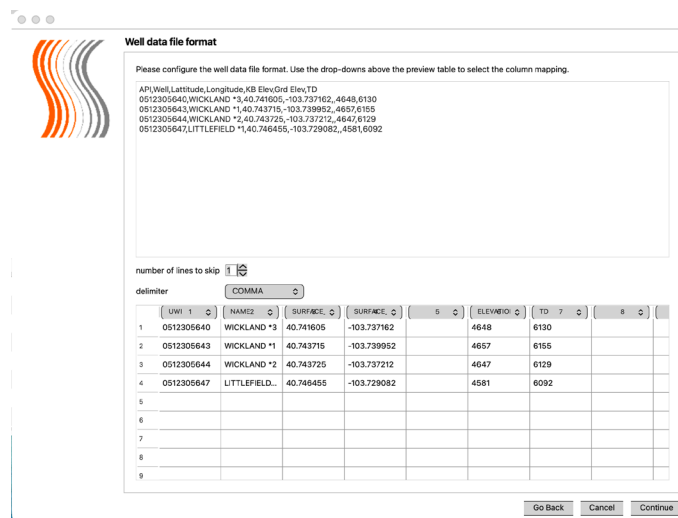 Well data file format
Please configure the well data file format. Use the drop-downs above the preview table to select the column mapping.
API,Well,Lattitude,Longitude,KB Elev,Grd Elev,TD
0512305640,WICKLAND *3,40.741605,-103.737162,,4648,6130
0512305643,WICKLAND *1,40.743715,-103.739952,,4657,6155
0512305644,WICKLAND *2,40.743725,-103.737212,,4647,6129
0512305647,LITTLEFIELD *1,40.746455,-103.729082,,4581,6092
number of lines to skip 1
delimiter COMMA
UWI 1 NAME2 5 TD 7 8
1 0512305640 WICKLAND *3 40.741605 -103.737162 4648 6130
2 0512305643 WICKLAND *1 40.743715 -103.739952 4657 6155
3 0512305644 WICKLAND *2 40.743725 -103.737212 4647 6129
4 0512305647 LITTLEFIELD... 40.746455 -103.729082 4581 6092
5
6
7
8
9
Go Back Cancel Continue